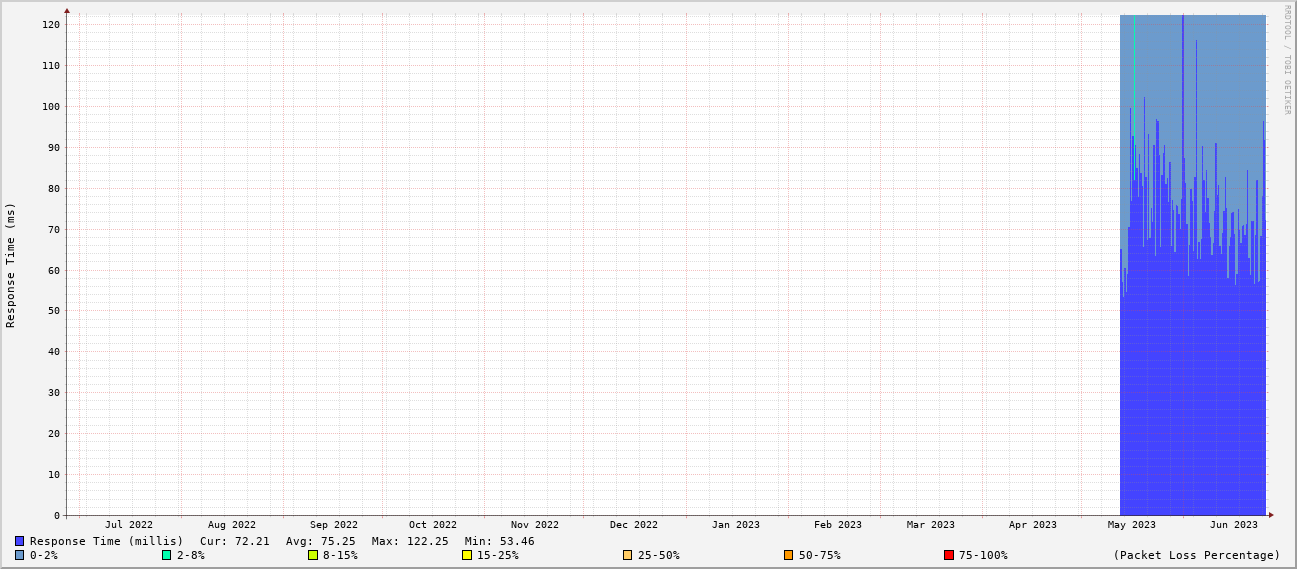 RRDTOOL / TOBI OETIKER
Response Time (ms)
120
110
100
90
80
70
60
50
40
30
20
10
0
Jul 2022 Aug 2022 Sep 2022 Oct 2022 Nov 2022 Dec 2022 Jan 2023 Feb 2023 Mar 2023 Apr 2023 May 2023 Jun 2023
Response Time (millis) Cur: 72.21 Avg: 75.25 Max: 122.25 Min: 53.46
0-2% 2-8% 8-15% 15-25% 25-50% 50-75% 75-100% (Packet Loss Percentage)